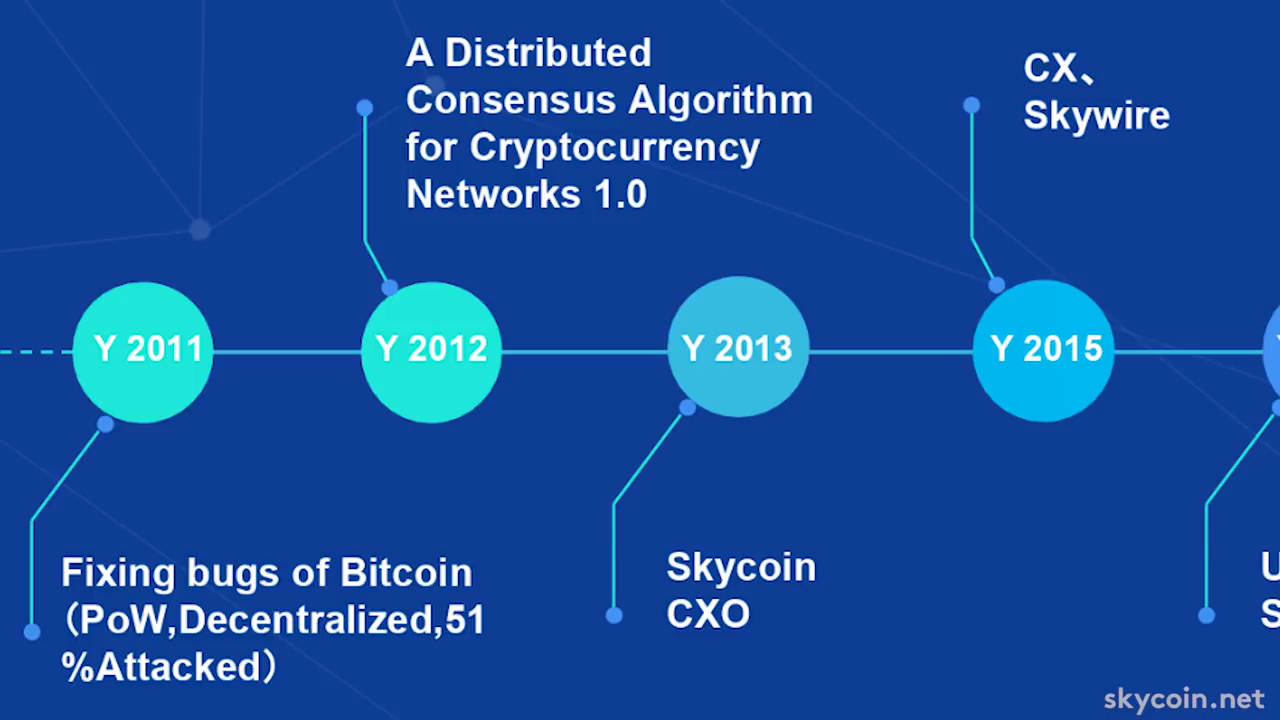 A Distributed
Consensus Algorithm
for Cryptocurrency
Networks 1.0
CX、
Skywire
Y 2011
Y 2012
Y 2013
Y 2015
Fixing bugs of Bitcoin
（PoW,Decentralized,51
%Attacked）
Skycoin
CXO
skycoin.net